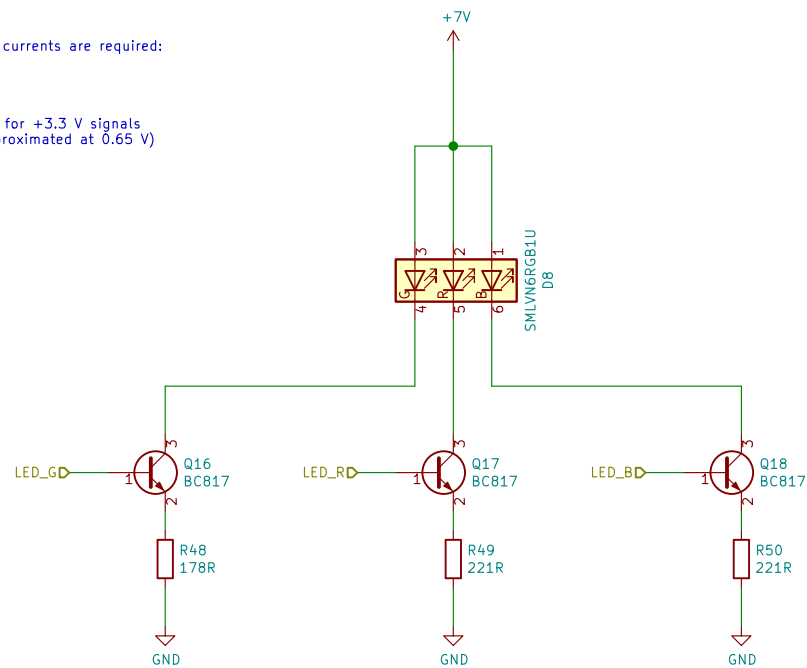 +7V
currents are required:
for +3.3 V signals
roximated at 0.65 V)
3
2
1
G
R
B
4
5
6
SMLVN6RGB1U
D8
LED_G
1
3
2
Q16
BC817
LED_R
1
3
2
Q17
BC817
LED_B
1
3
2
Q18
BC817
R48
178R
R49
221R
R50
221R
GND
GND
GND